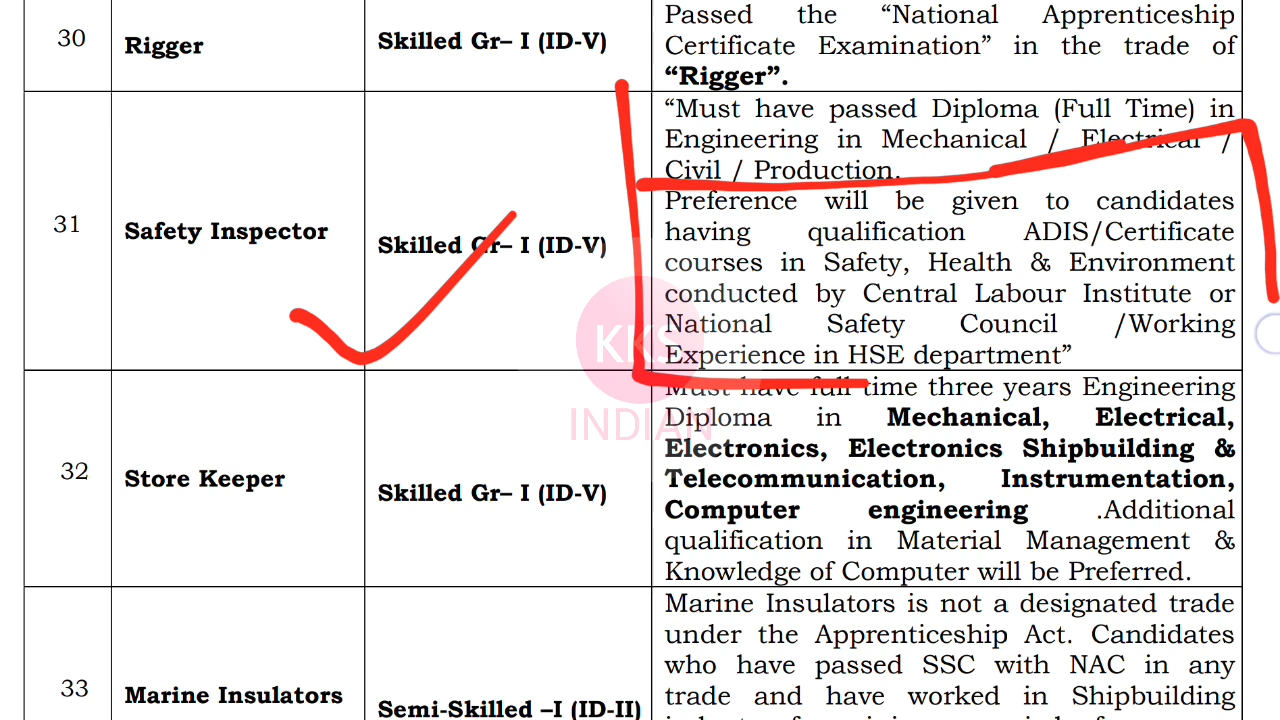 30
Rigger
Skilled Gr– I (ID-V)
Passed the “National Apprenticeship
Certificate Examination” in the trade of
“Rigger”.
31
Safety Inspector
Skilled Gr– I (ID-V)
“Must have passed Diploma (Full Time) in
Engineering in Mechanical / Electrical /
Civil / Production.
Preference will be given to candidates
having qualification ADIS/Certificate
courses in Safety, Health & Environment
conducted by Central Labour Institute or
National Safety Council /Working
Experience in HSE department”
32
Store Keeper
Skilled Gr– I (ID-V)
Must have full time three years Engineering
Diploma in Mechanical, Electrical,
Electronics, Electronics Shipbuilding &
Telecommunication, Instrumentation,
Computer engineering .Additional
qualification in Material Management &
Knowledge of Computer will be Preferred.
33
Marine Insulators
Semi-Skilled –I (ID-II)
Marine Insulators is not a designated trade
under the Apprenticeship Act. Candidates
who have passed SSC with NAC in any
trade and have worked in Shipbuilding
KKS
INDIAN